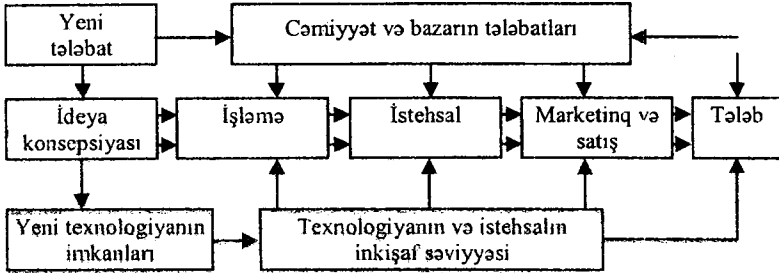 Yeni
tələbat
Cəmiyyət və bazarın tələbatları
İdeya
konsepsiyası
İşləmə
İstehsal
Marketinq və
satış
Tələb
Yeni texnologiyanın
imkanları
Texnologiyanın və istehsalın
inkişaf səviyyəsi